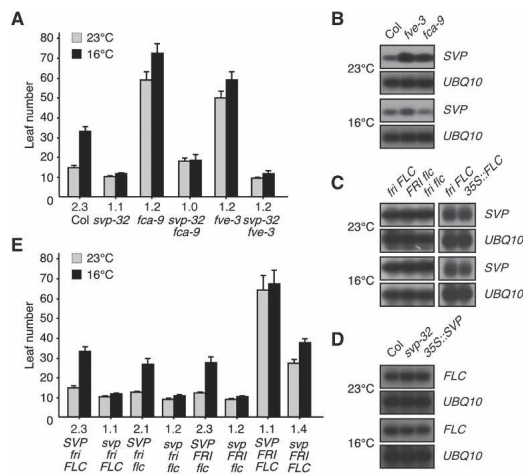 A
23°C
16°C
Leaf number
80
70
60
50
40
30
20
10
2.3 1.1 1.2 1.0 1.2 1.2
Col svp-32 fca-9 svp-32 fca-9 fve-3 svp-32 fve-3
B
Col fve-3 fca-9
23°C
SVP
UBQ10
16°C
SVP
UBQ10
C
fri FLC FRI flc fri flc fri FLC 35S::FLC
23°C
SVP
UBQ10
16°C
SVP
UBQ10
D
Col svp-32 35S::SVP
23°C
FLC
UBQ10
16°C
FLC
UBQ10
E
23°C
16°C
Leaf number
80
70
60
50
40
30
20
10
2.3 1.1 2.1 1.2 2.3 1.2 1.1 1.4
SVP svp SVP svp SVP svp SVP svp
fri fri fri fri FRI FRI FRI FRI
FLC FLC flc flc flc flc FLC FLC